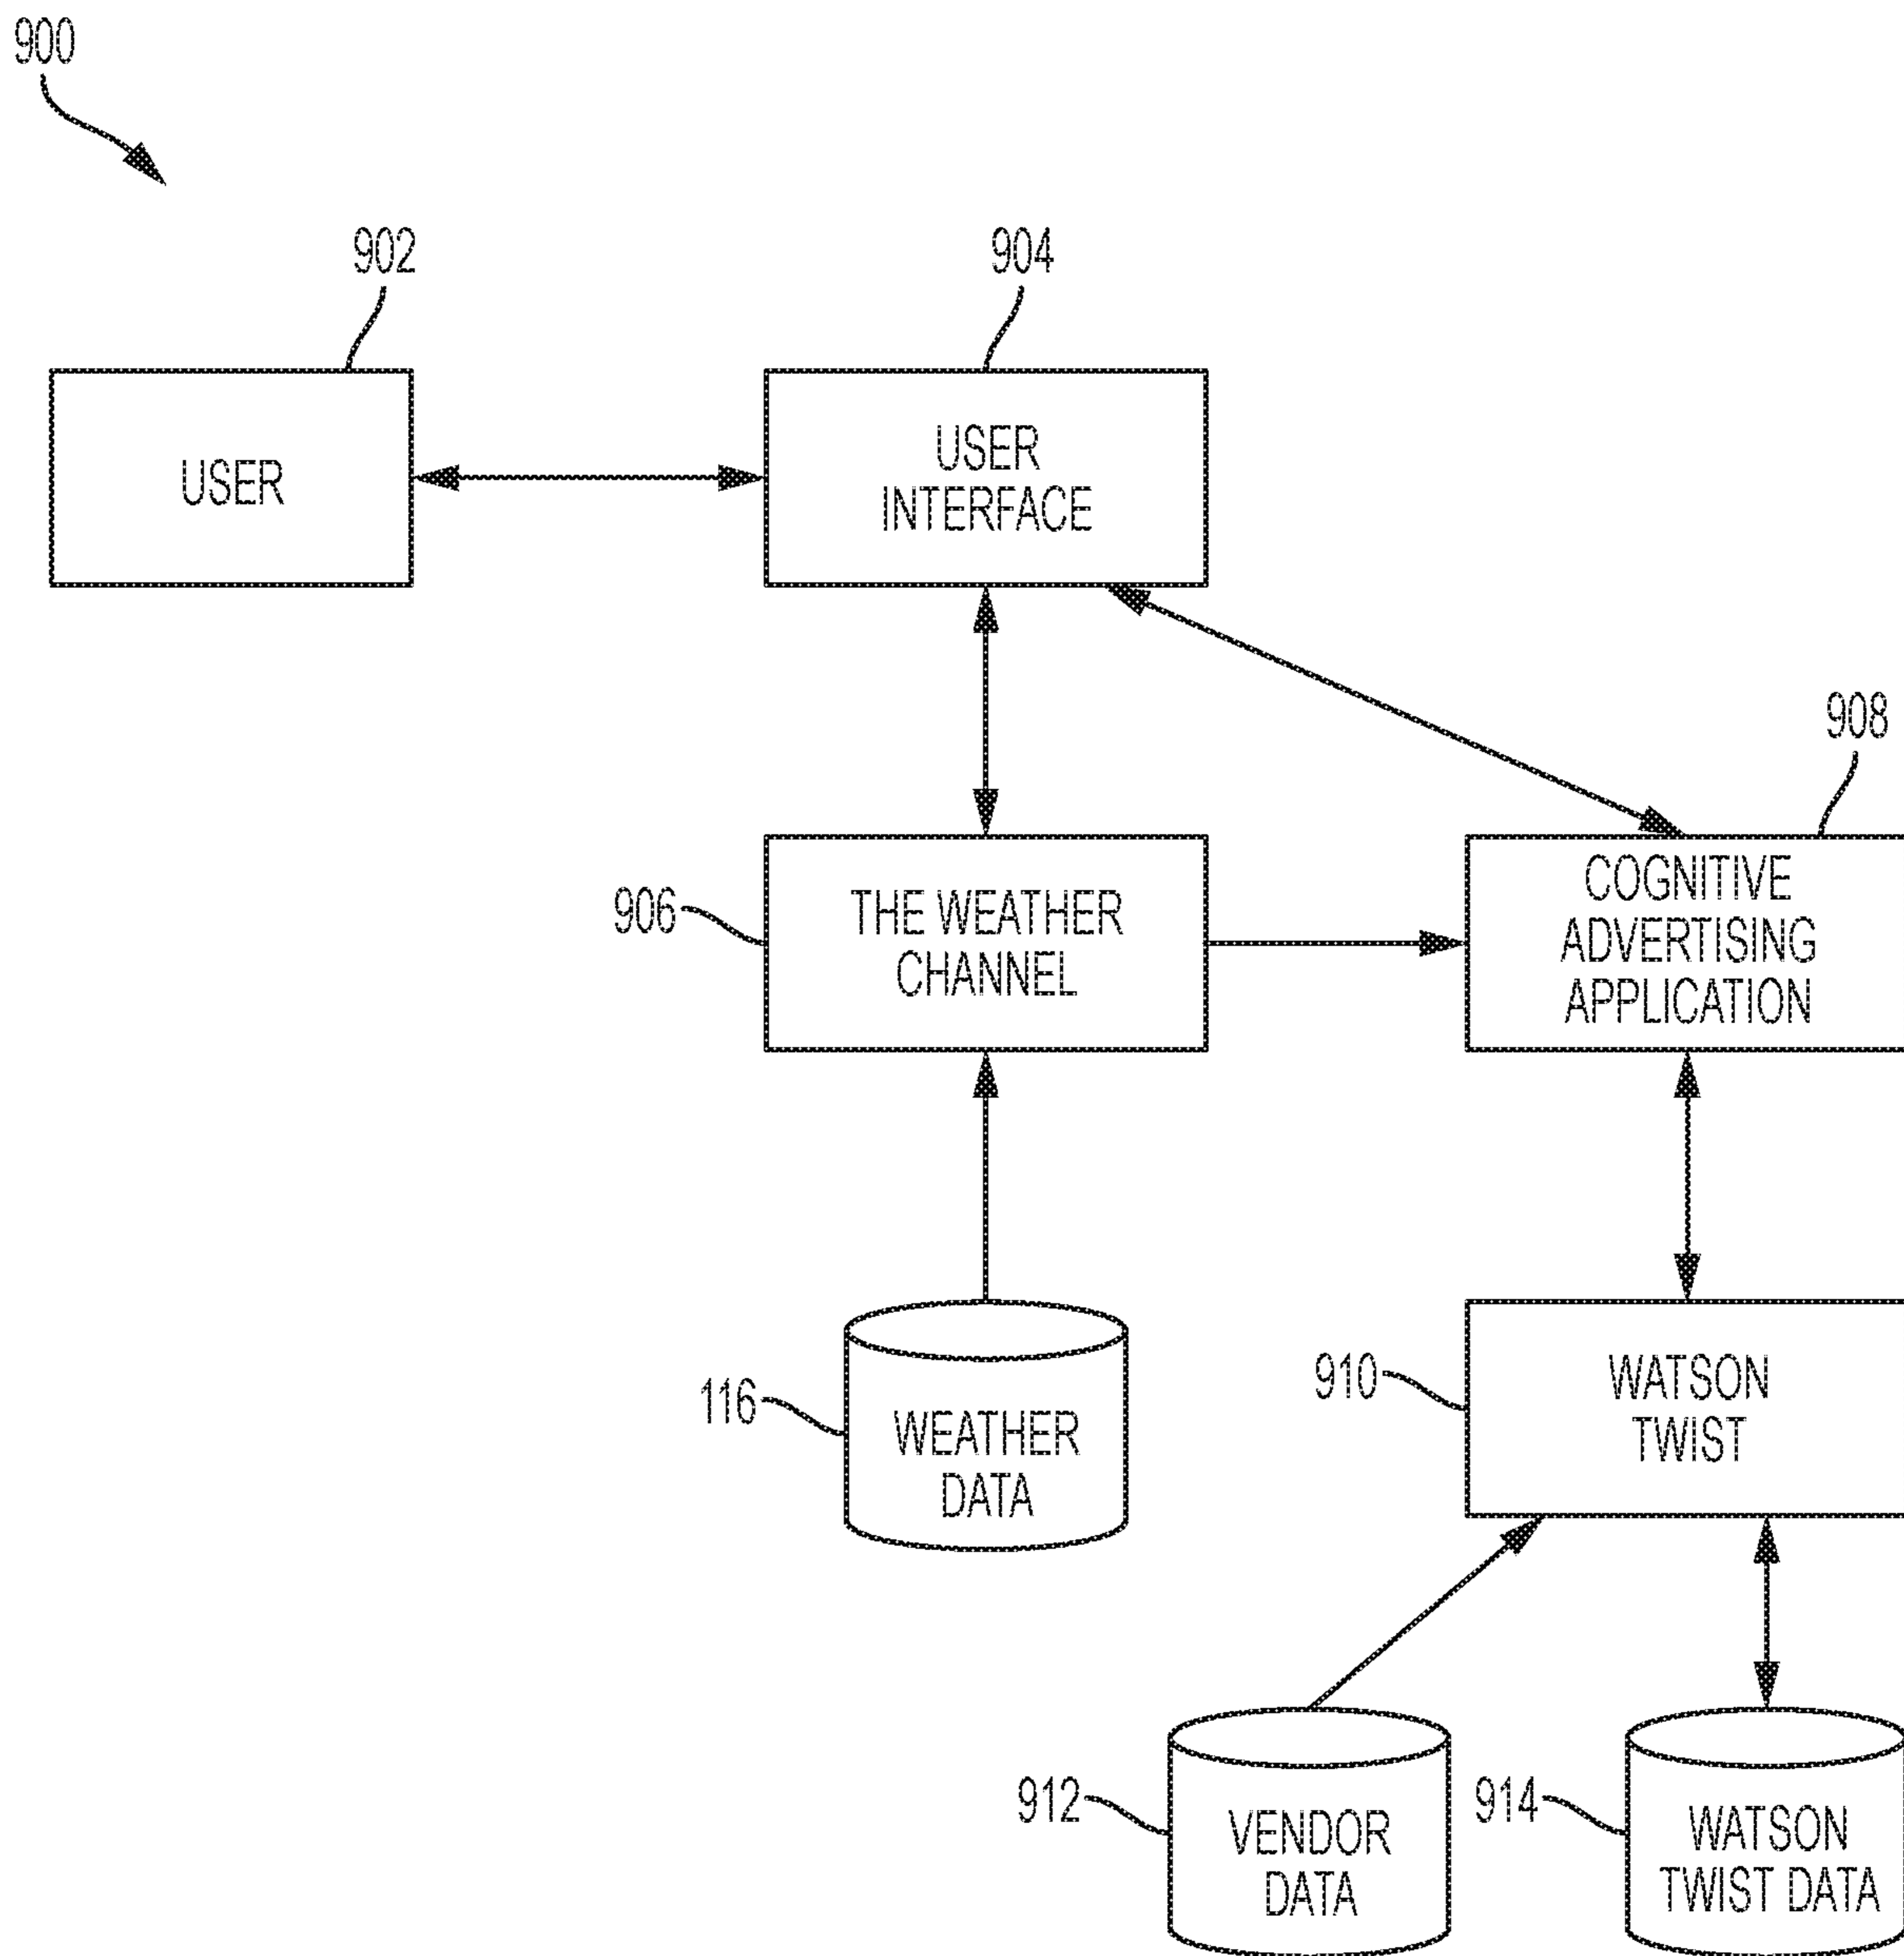 900
902
904
USER
USER
INTERFACE
908
906
THE WEATHER
CHANNEL
COGNITIVE
ADVERTISING
APPLICATION
116
WEATHER
DATA
910
WATSON
TWIST
912
VENDOR
DATA
914
WATSON
TWIST DATA